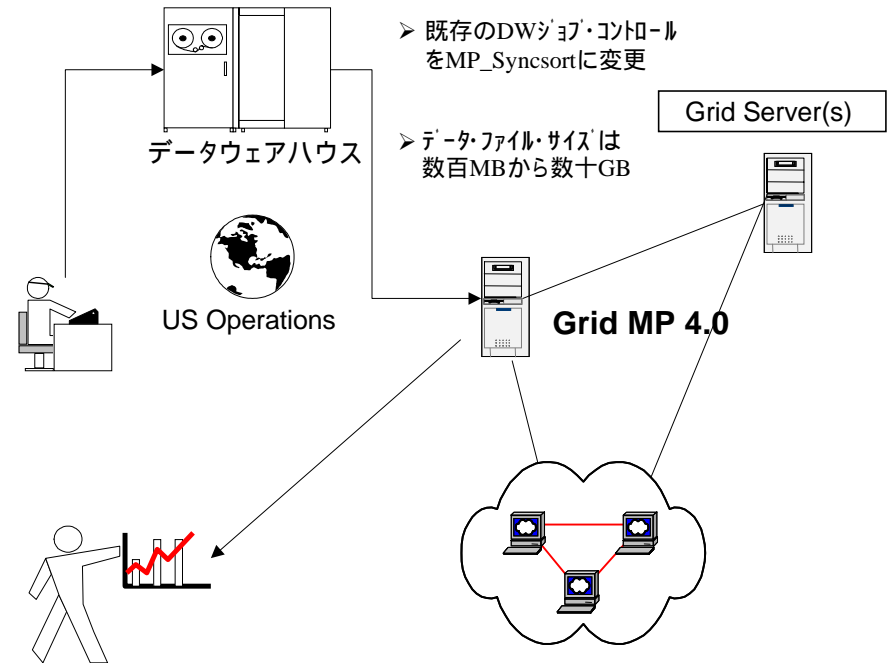 ➢ 既存のDWｼﾞｮﾌﾞ・ｺﾝﾄﾛｰﾙ
をMP_Syncsortに変更
Grid Server(s)
データウェアハウス
➢ ﾃﾞｰﾀ・ﾌｧｲﾙ・ｻｲｽﾞは
数百MBから数十GB
US Operations
Grid MP 4.0